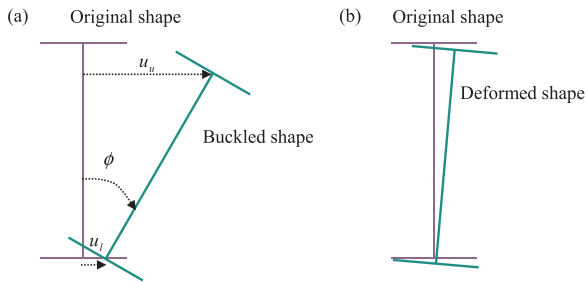 (a)
Original shape
u_u
Buckled shape
ϕ
u_l
(b)
Original shape
Deformed shape